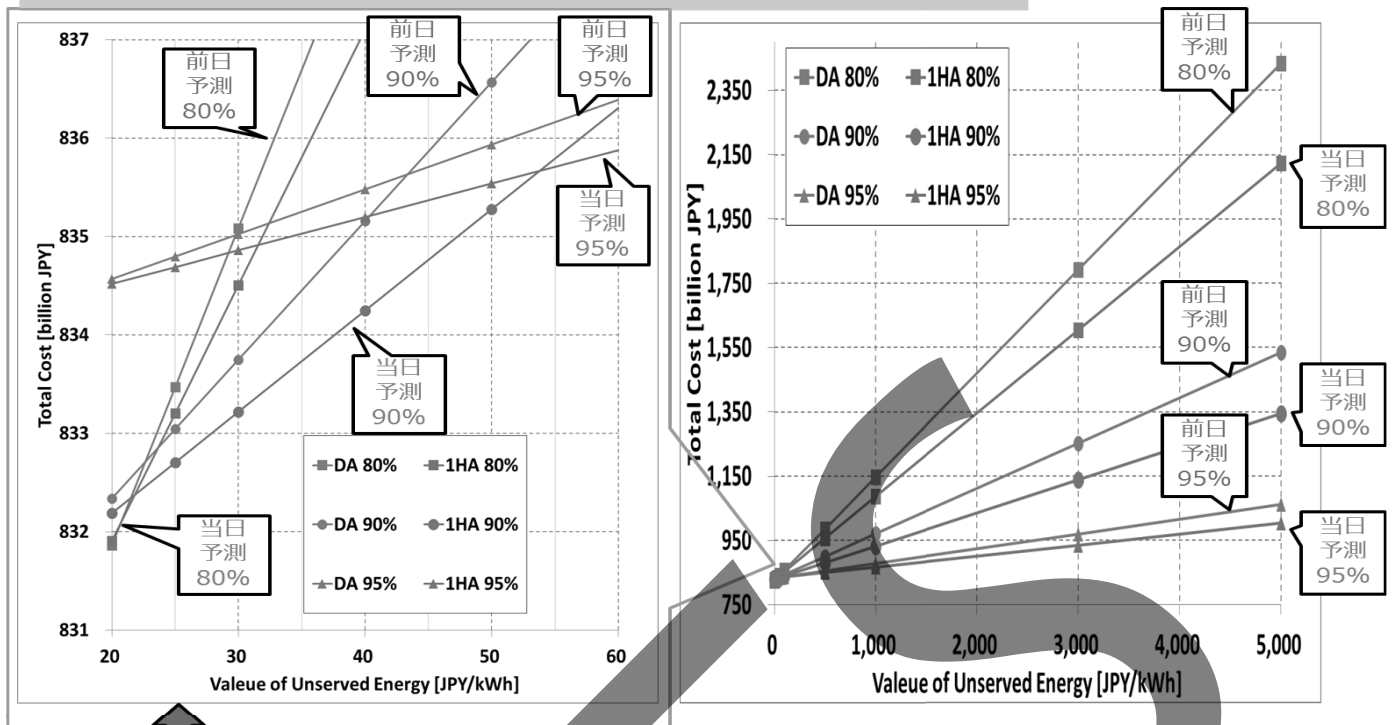 837
836
835
834
833
832
831
Total Cost [billion JPY]
20
30
40
50
60
Valeue of Unserved Energy [JPY/kWh]
前日
予測
80%
前日
予測
90%
前日
予測
95%
当日
予測
95%
当日
予測
90%
当日
予測
80%
DA 80%
1HA 80%
DA 90%
1HA 90%
DA 95%
1HA 95%
2,350
2,150
1,950
1,750
1,550
1,350
1,150
950
750
Total Cost [billion JPY]
0
1,000
2,000
3,000
4,000
5,000
Valeue of Unserved Energy [JPY/kWh]
DA 80%
1HA 80%
DA 90%
1HA 90%
DA 95%
1HA 95%
前日
予測
80%
当日
予測
80%
前日
予測
90%
当日
予測
90%
前日
予測
95%
当日
予測
95%